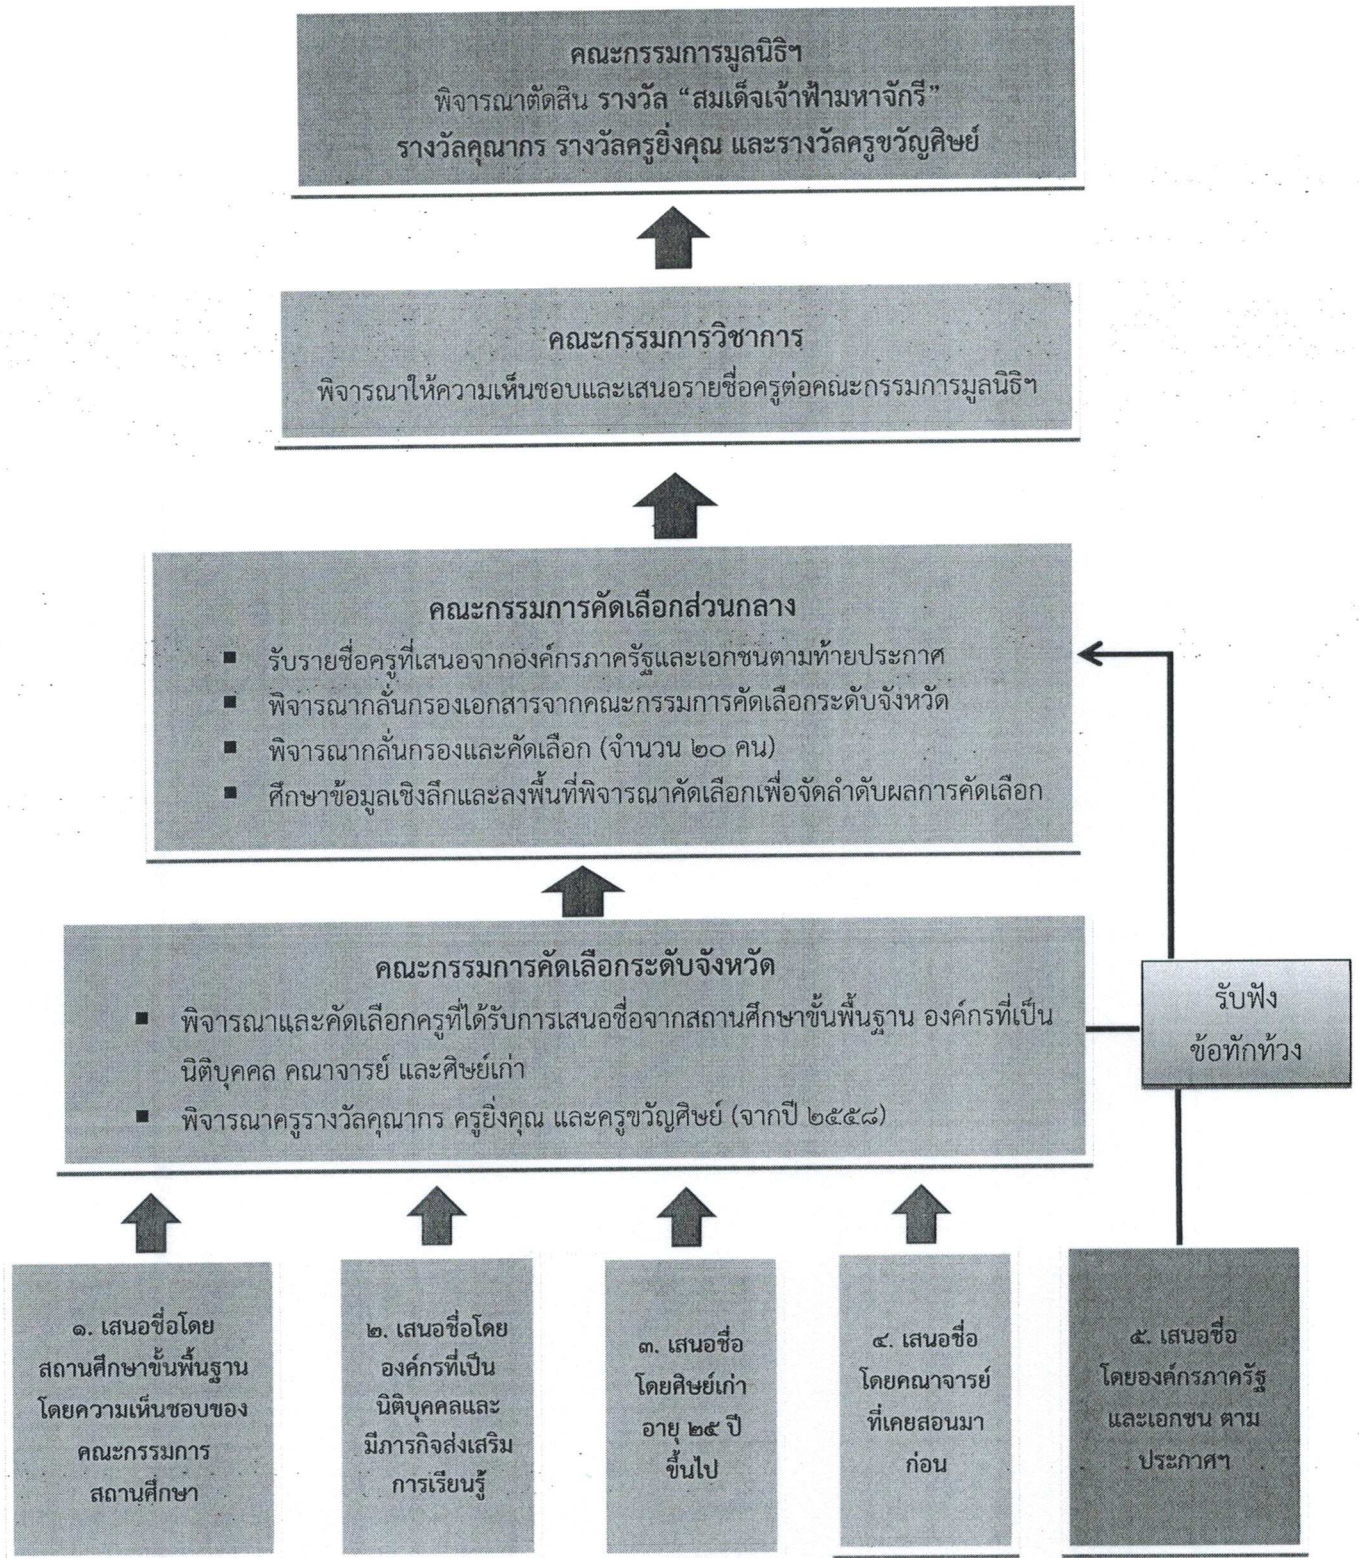 คณะกรรมการมูลนิธิฯ
พิจารณาตัดสิน รางวัล “สมเด็จเจ้าฟ้ามหาจักรี”
รางวัลคุณากร รางวัลครูยิ่งคุณ และรางวัลครูขวัญศิษย์
คณะกรรมการวิชาการ
พิจารณาให้ความเห็นชอบและเสนอรายชื่อครูต่อคณะกรรมการมูลนิธิฯ
คณะกรรมการคัดเลือกส่วนกลาง
▪ รับรายชื่อครูที่เสนอจากองค์กรภาครัฐและเอกชนตามท้ายประกาศ
▪ พิจารณากลั่นกรองเอกสารจากคณะกรรมการคัดเลือกระดับจังหวัด
▪ พิจารณากลั่นกรองและคัดเลือก (จำนวน ๒๐ คน)
▪ ศึกษาข้อมูลเชิงลึกและลงพื้นที่พิจารณาคัดเลือกเพื่อจัดลำดับผลการคัดเลือก
คณะกรรมการคัดเลือกระดับจังหวัด
▪ พิจารณาและคัดเลือกครูที่ได้รับการเสนอชื่อจากสถานศึกษาขั้นพื้นฐาน องค์กรที่เป็น
นิติบุคคล คณาจารย์ และศิษย์เก่า
▪ พิจารณาครูรางวัลคุณากร ครูยิ่งคุณ และครูขวัญศิษย์ (จากปี ๒๕๕๘)
รับฟัง
ข้อทักท้วง
๑. เสนอชื่อโดย
สถานศึกษาขั้นพื้นฐาน
โดยความเห็นชอบของ
คณะกรรมการ
สถานศึกษา
๒. เสนอชื่อโดย
องค์กรที่เป็น
นิติบุคคลและ
มีภารกิจส่งเสริม
การเรียนรู้
๓. เสนอชื่อ
โดยศิษย์เก่า
อายุ ๒๕ ปี
ขึ้นไป
๔. เสนอชื่อ
โดยคณาจารย์
ที่เคยสอนมา
ก่อน
๕. เสนอชื่อ
โดยองค์กรภาครัฐ
และเอกชน ตาม
ประกาศฯ